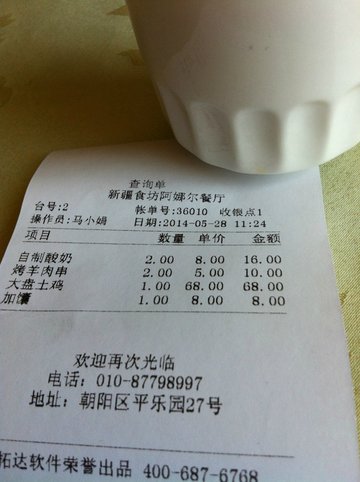 查询单
新疆食坊阿娜尔餐厅
台号:2 帐单号:36010 收银点1
操作员:马小娟 日期:2014-05-28 11:24
项目 数量 单价 金额
自制酸奶 2.00 8.00 16.00
烤羊肉串 2.00 5.00 10.00
大盘土鸡 1.00 68.00 68.00
加馕 1.00 8.00 8.00
欢迎再次光临
电话: 010-87798997
地址: 朝阳区平乐园27号
拓达软件荣誉出品 400-687-6768